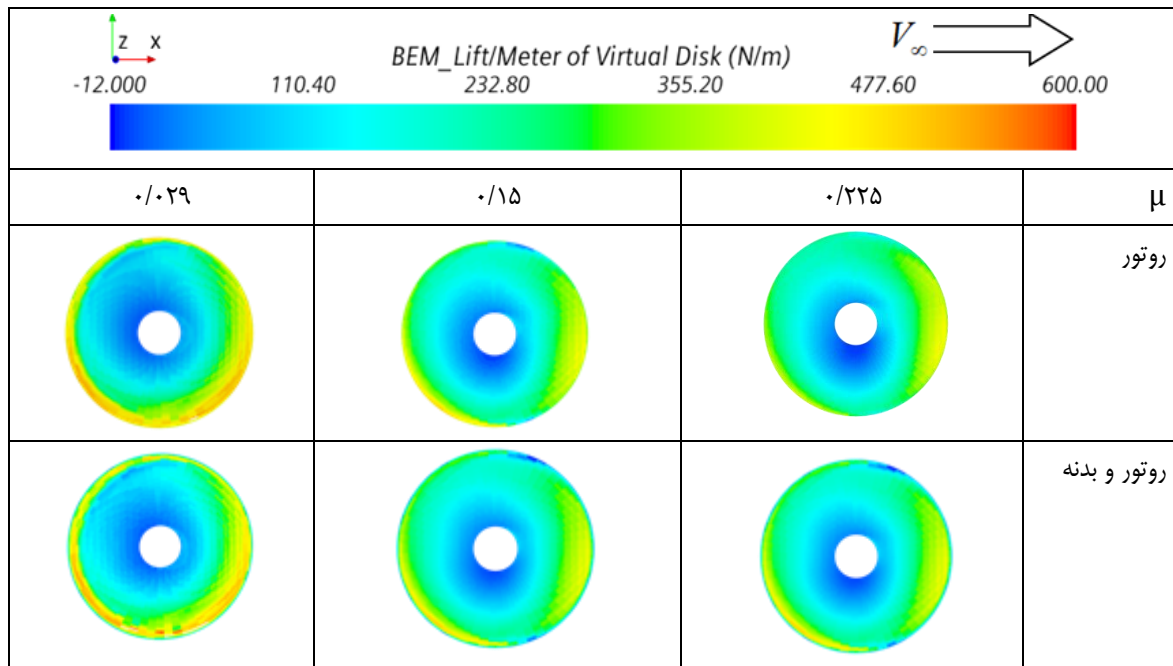 z x
V∞
BEM_Lift/Meter of Virtual Disk (N/m)
-12.000 110.40 232.80 355.20 477.60 600.00
μ ۰/۲۲۵ ۰/۱۵ ۰/۰۲۹
روتور
روتور و بدنه